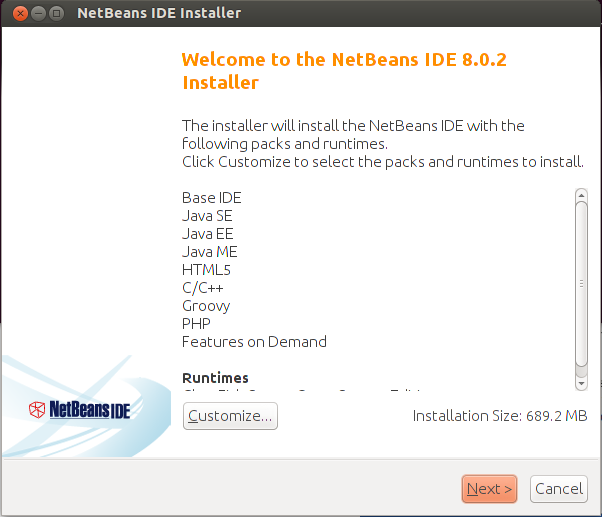 NetBeans IDE Installer
Welcome to the NetBeans IDE 8.0.2
Installer
The installer will install the NetBeans IDE with the
following packs and runtimes.
Click Customize to select the packs and runtimes to install.
Base IDE
Java SE
Java EE
Java ME
HTML5
C/C++
Groovy
PHP
Features on Demand
Runtimes
NetBeans IDE
Customize...
Installation Size: 689.2 MB
Next >
Cancel